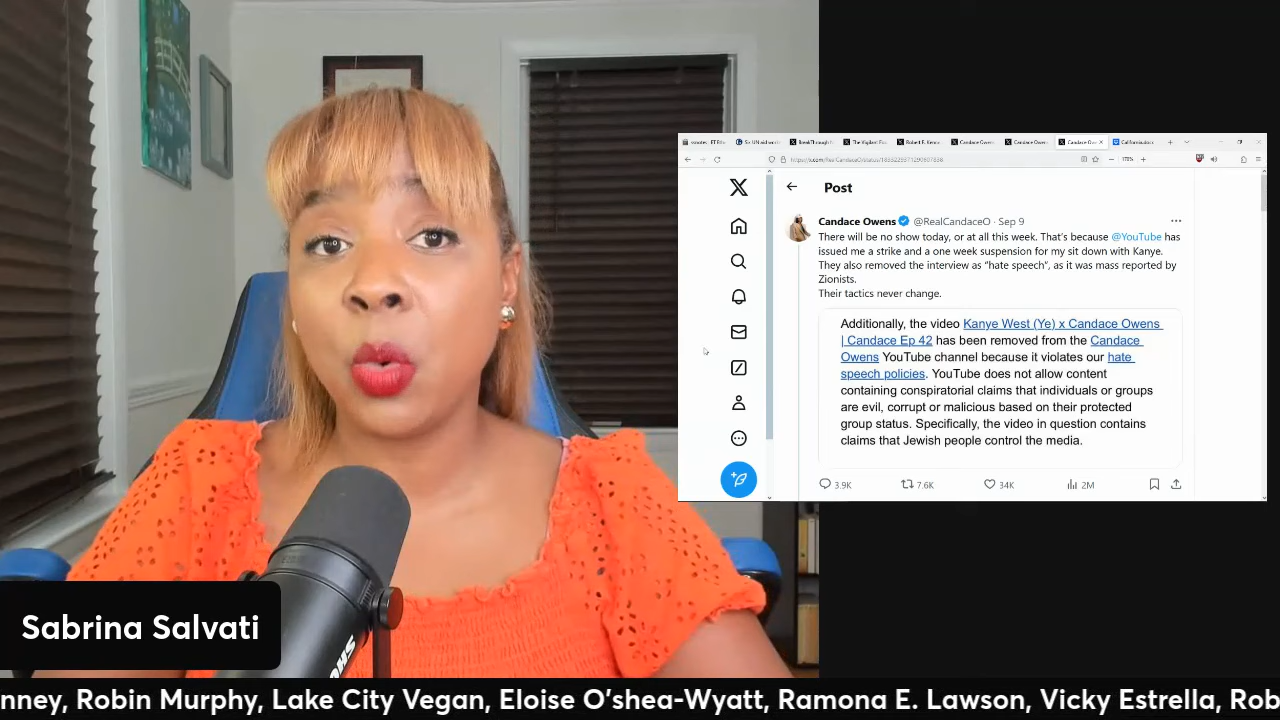 Post
Candace Owens @RealCandaceO · Sep 9
There will be no show today, or at all this week. That's because @YouTube has
issued me a strike and a one week suspension for my sit down with Kanye.
They also removed the interview as “hate speech”, as it was mass reported by
Zionists.
Their tactics never change.
Additionally, the video Kanye West (Ye) x Candace Owens
| Candace Ep 42 has been removed from the Candace
Owens YouTube channel because it violates our hate
speech policies. YouTube does not allow content
containing conspiratorial claims that individuals or groups
are evil, corrupt or malicious based on their protected
group status. Specifically, the video in question contains
claims that Jewish people control the media.
3.9K 7.6K 34K 2M
SHU
Sabrina Salvati
nney, Robin Murphy, Lake City Vegan, Eloise O'shea-Wyatt, Ramona E. Lawson, Vicky Estrella, Rob